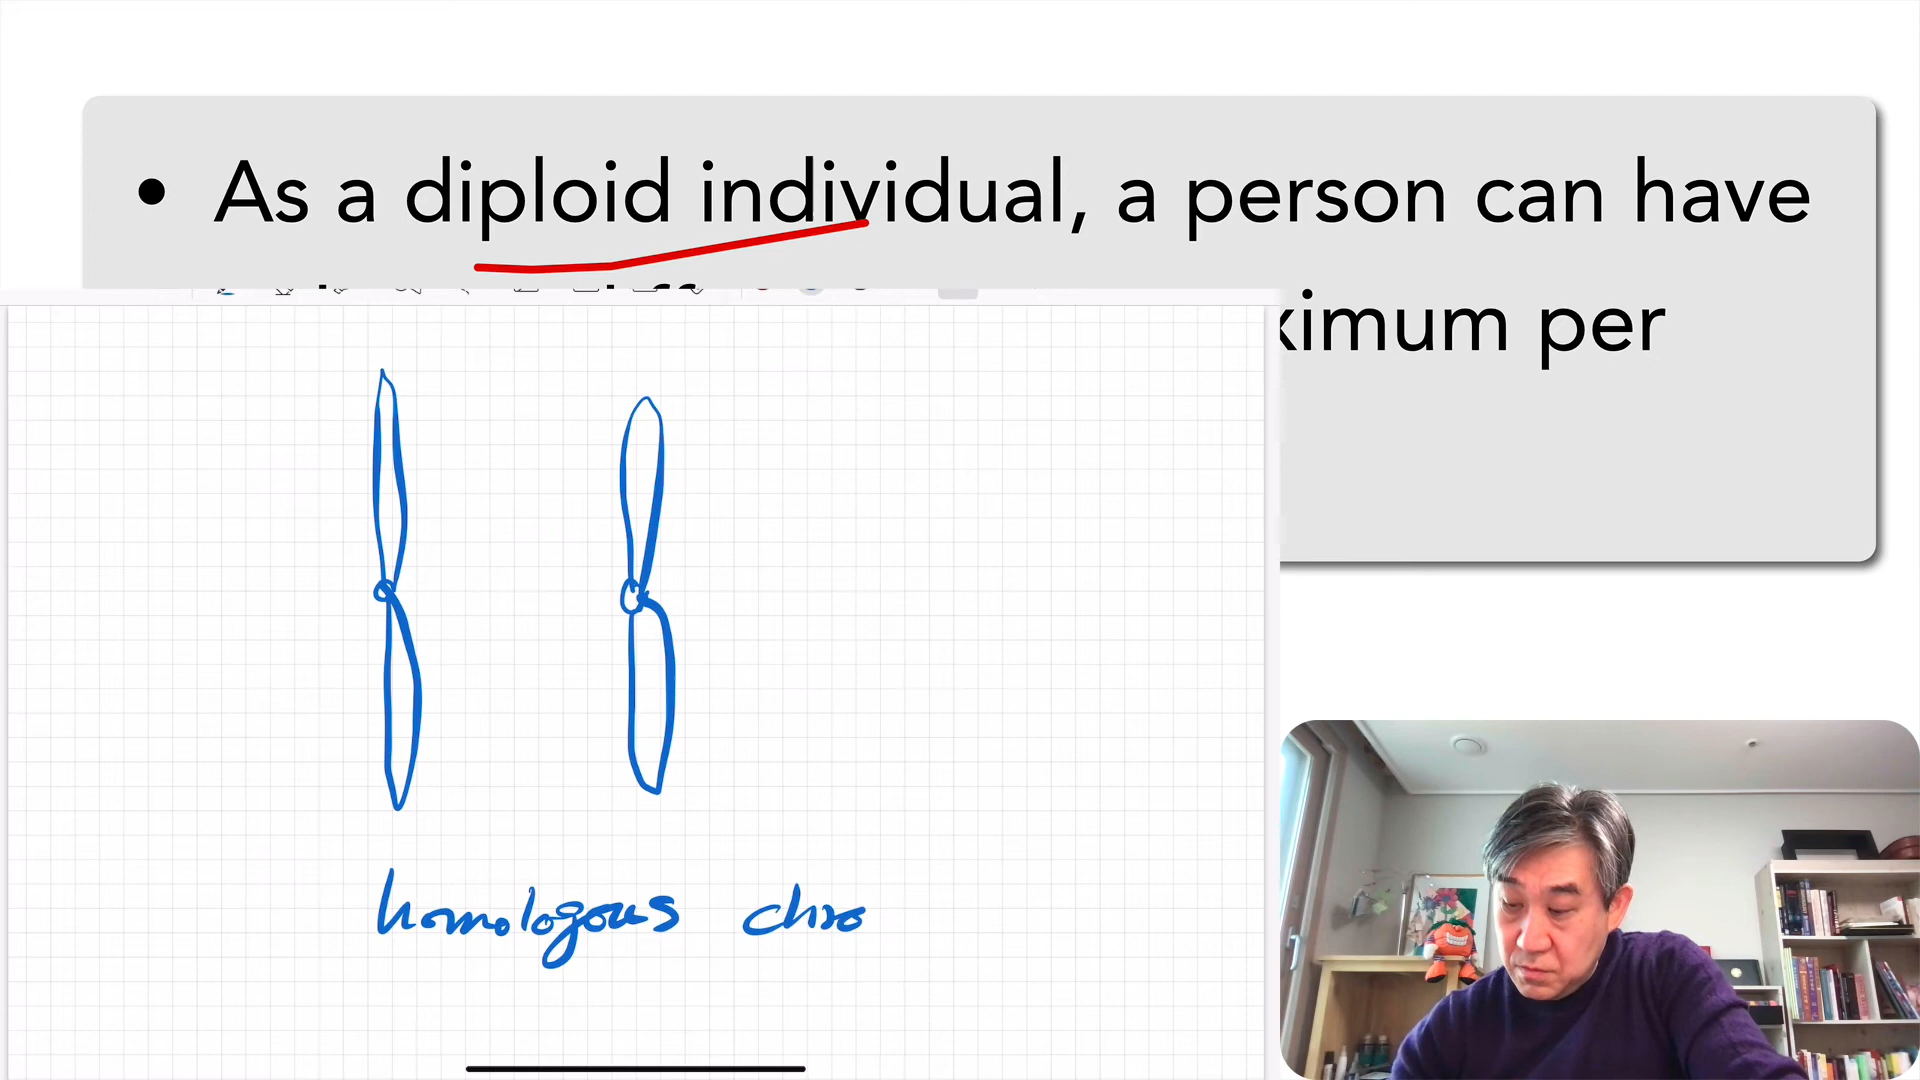 • As a diploid individual, a person can have
ximum per
homologous chro